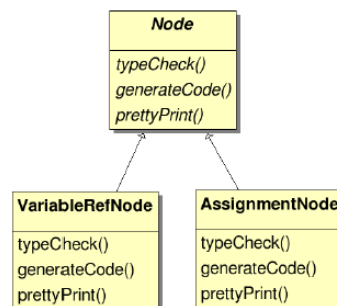 Node
typeCheck()
generateCode()
prettyPrint()
VariableRefNode
typeCheck()
generateCode()
prettyPrint()
AssignmentNode
typeCheck()
generateCode()
prettyPrint()